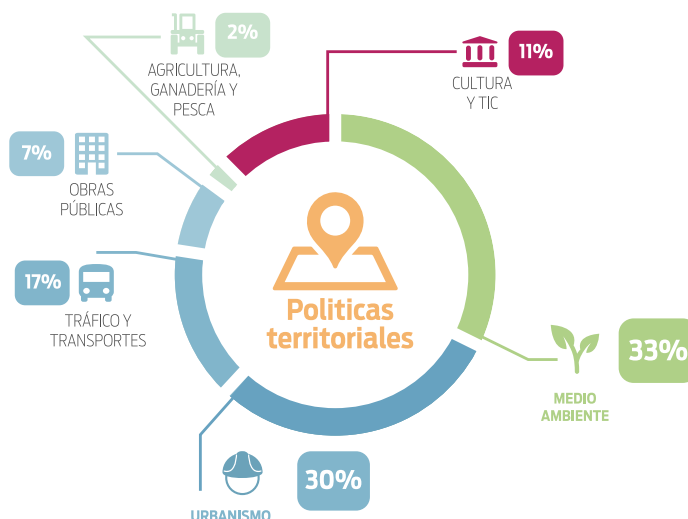 2%
AGRICULTURA,
GANADERÍA Y
PESCA
11%
CULTURA
Y TIC
7%
OBRAS
PÚBLICAS
17%
TRÁFICO Y
TRANSPORTES
Politicas
territoriales
33%
MEDIO
AMBIENTE
30%
URBANISMO